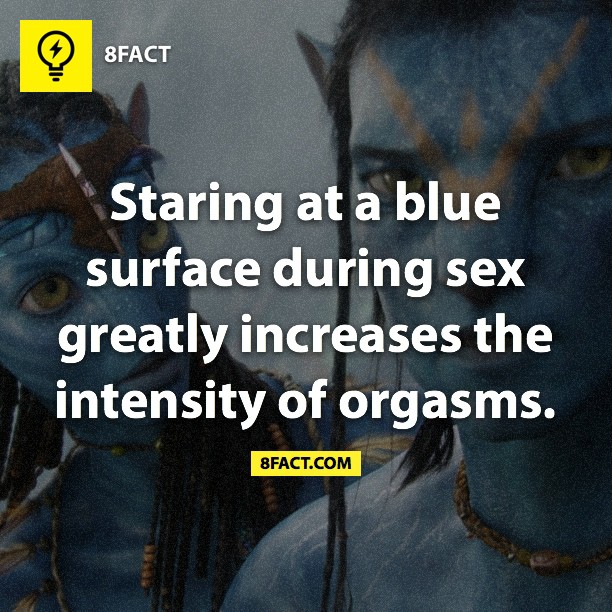 8FACT
Staring at a blue
surface during sex
greatly increases the
intensity of orgasms.
8FACT.COM